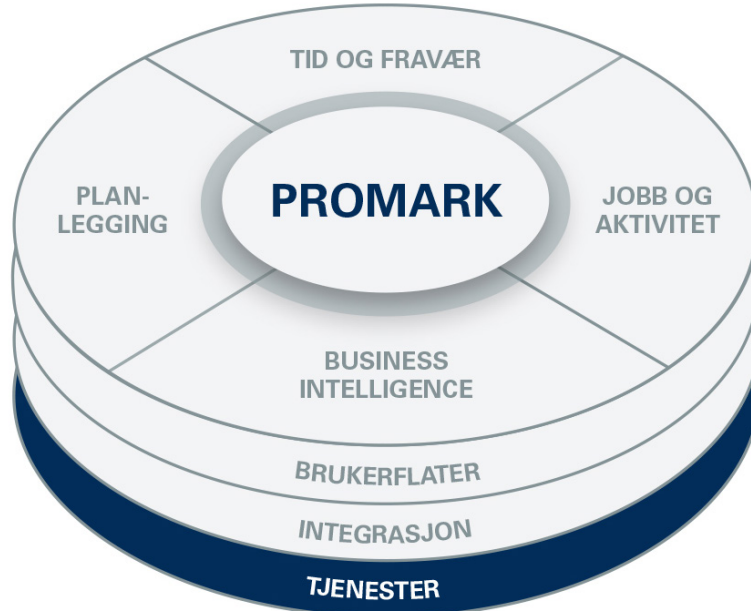 TID OG FRAVÆR
PLAN-
LEGGING
PROMARK
JOBB OG
AKTIVITET
BUSINESS
INTELLIGENCE
BRUKERFLATER
INTEGRASJON
TJENESTER